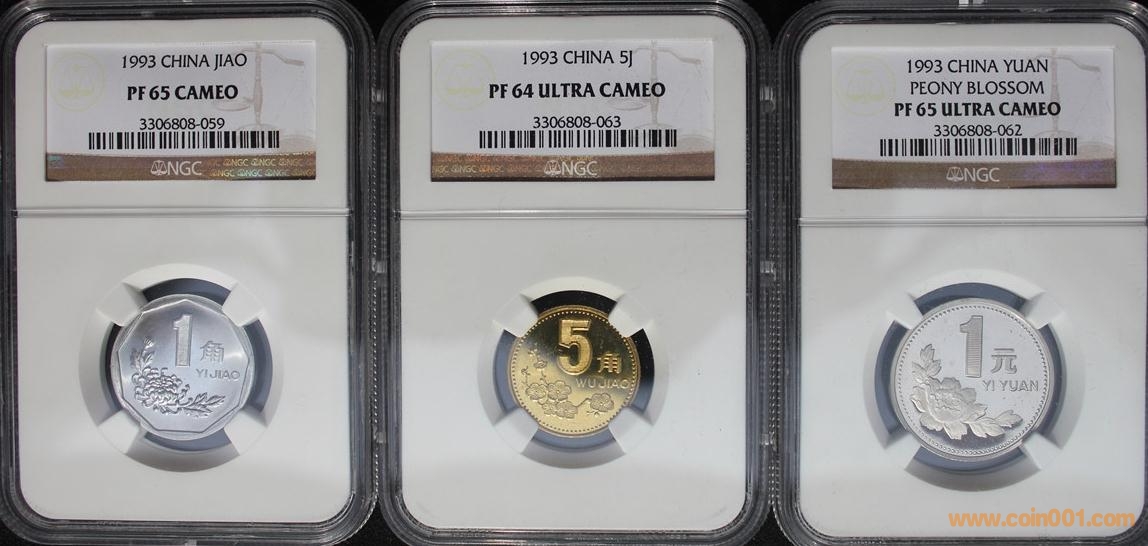 1993 CHINA JIAO
PF 65 CAMEO
3306808-059
NGC
1角
YI JIAO
1993 CHINA 5J
PF 64 ULTRA CAMEO
3306808-063
NGC
5角
WU JIAO
1993 CHINA YUAN
PEONY BLOSSOM
PF 65 ULTRA CAMEO
3306808-062
NGC
1元
YI YUAN
www.coin001.com